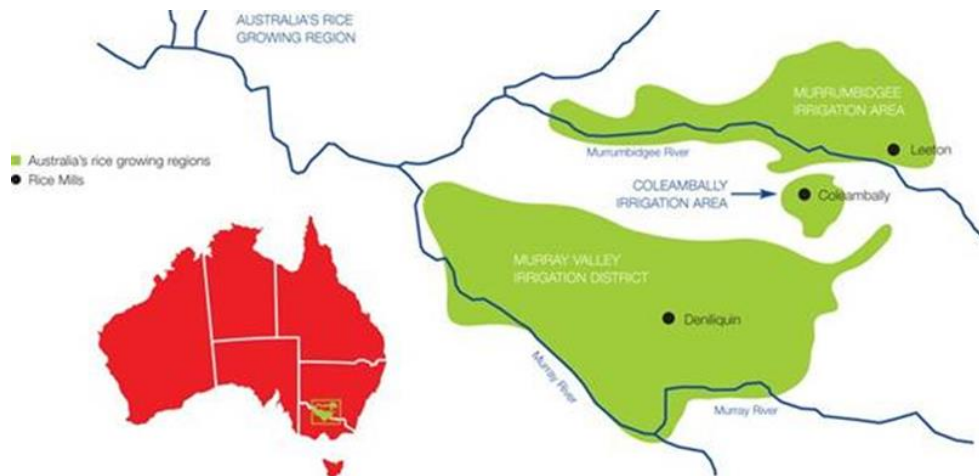 AUSTRALIA'S RICE
GROWING REGION
MURRUMBIDGEE
IRRIGATION AREA
Murrumbidgee River
Leeton
Australia's rice growing regions
Rice Mills
COLEAMBALLY
IRRIGATION AREA
Coleambally
MURRAY VALLEY
IRRIGATION DISTRICT
Deniliquin
Murray River
Murray River